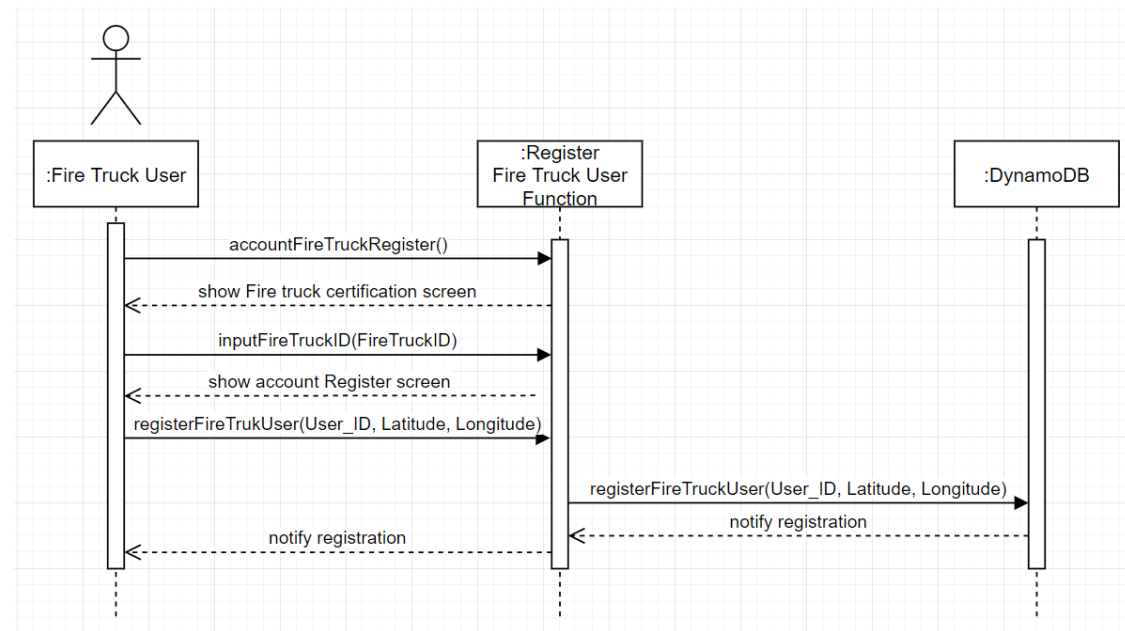 :Fire Truck User
:Register
Fire Truck User
Function
:DynamoDB
accountFireTruckRegister()
show Fire truck certification screen
inputFireTruckID(FireTruckID)
show account Register screen
registerFireTrukUser(User_ID, Latitude, Longitude)
registerFireTruckUser(User_ID, Latitude, Longitude)
notify registration
notify registration